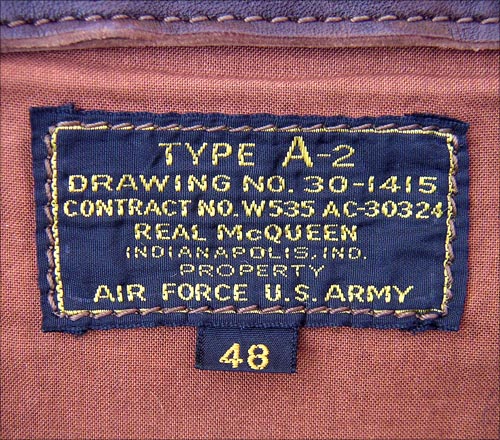 TYPE A-2
DRAWING NO. 30-1415
CONTRACT NO. W535 AC-30324
REAL McQUEEN
INDIANAPOLIS, IND.
PROPERTY
AIR FORCE U.S. ARMY
48